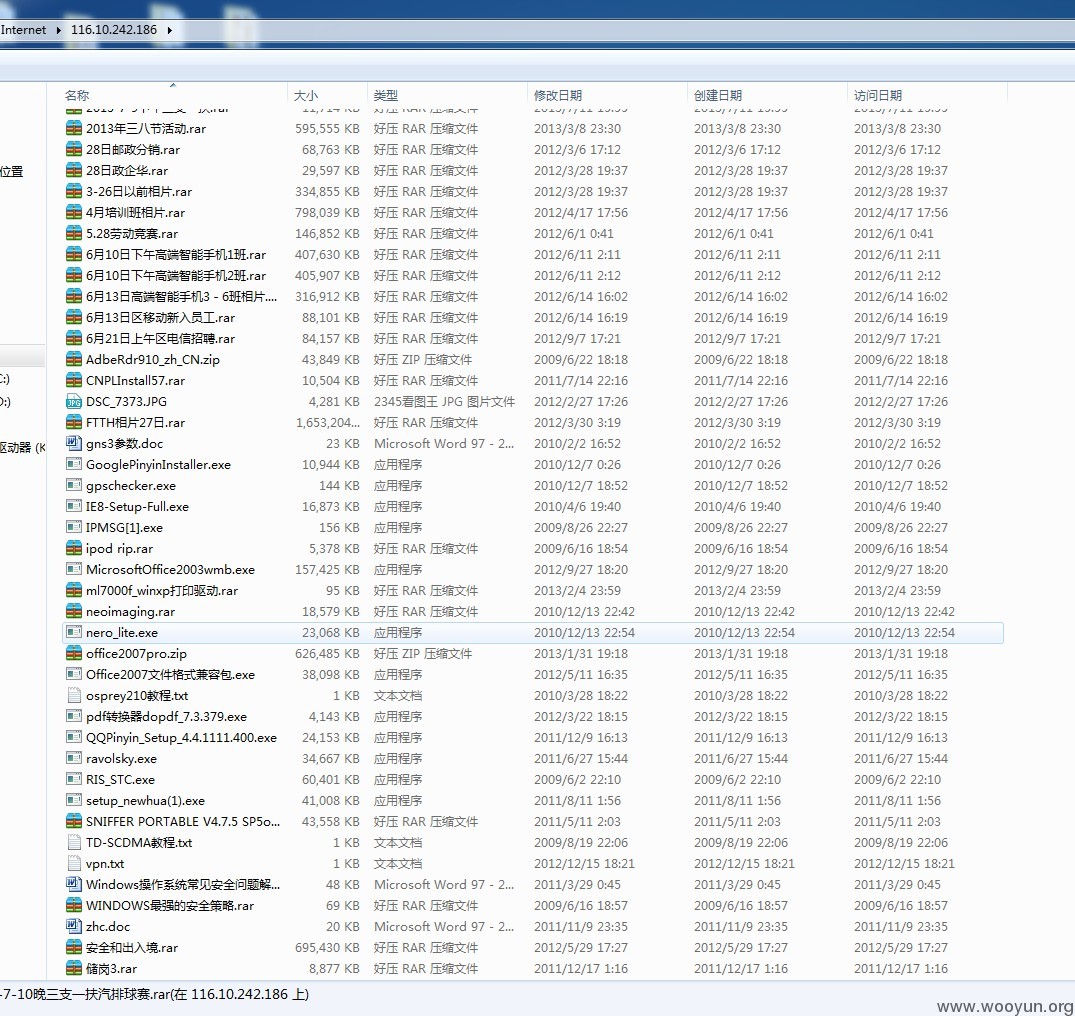 Internet ▸ 116.10.242.186 ▸
名称 大小 类型 修改日期 创建日期 访问日期
2013年三八节活动.rar 595,555 KB 好压 RAR 压缩文件 2013/3/8 23:30 2013/3/8 23:30 2013/3/8 23:30
28日邮政分销.rar 68,763 KB 好压 RAR 压缩文件 2012/3/6 17:12 2012/3/6 17:12 2012/3/6 17:12
位置
28日政企华.rar 29,597 KB 好压 RAR 压缩文件 2012/3/28 19:37 2012/3/28 19:37 2012/3/28 19:37
3-26日以前相片.rar 334,855 KB 好压 RAR 压缩文件 2012/3/28 19:37 2012/3/28 19:37 2012/3/28 19:37
4月培训班相片.rar 798,039 KB 好压 RAR 压缩文件 2012/4/17 17:56 2012/4/17 17:56 2012/4/17 17:56
5.28劳动竞赛.rar 146,852 KB 好压 RAR 压缩文件 2012/6/1 0:41 2012/6/1 0:41 2012/6/1 0:41
6月10日下午高端智能手机1班.rar 407,630 KB 好压 RAR 压缩文件 2012/6/11 2:11 2012/6/11 2:11 2012/6/11 2:11
6月10日下午高端智能手机2班.rar 405,907 KB 好压 RAR 压缩文件 2012/6/11 2:12 2012/6/11 2:12 2012/6/11 2:12
6月13日高端智能手机3 - 6班相片.... 316,912 KB 好压 RAR 压缩文件 2012/6/14 16:02 2012/6/14 16:02 2012/6/14 16:02
6月13日区移动新入员工.rar 88,101 KB 好压 RAR 压缩文件 2012/6/14 16:19 2012/6/14 16:19 2012/6/14 16:19
6月21日上午区电信招聘.rar 84,157 KB 好压 RAR 压缩文件 2012/9/7 17:21 2012/9/7 17:21 2012/9/7 17:21
AdbeRdr910_zh_CN.zip 43,849 KB 好压 ZIP 压缩文件 2009/6/22 18:18 2009/6/22 18:18 2009/6/22 18:18
C:)
CNPLInstall57.rar 10,504 KB 好压 RAR 压缩文件 2011/7/14 22:16 2011/7/14 22:16 2011/7/14 22:16
D:)
DSC_7373.JPG 4,281 KB 2345看图王 JPG 图片文件 2012/2/27 17:26 2012/2/27 17:26 2012/2/27 17:26
FTTH相片27日.rar 1,653,204... 好压 RAR 压缩文件 2012/3/30 3:19 2012/3/30 3:19 2012/3/30 3:19
驱动器 (K
gns3参数.doc 23 KB Microsoft Word 97 - 2... 2010/2/2 16:52 2010/2/2 16:52 2010/2/2 16:52
GooglePinyinInstaller.exe 10,944 KB 应用程序 2010/12/7 0:26 2010/12/7 0:26 2010/12/7 0:26
gpschecker.exe 144 KB 应用程序 2010/12/7 18:52 2010/12/7 18:52 2010/12/7 18:52
IE8-Setup-Full.exe 16,873 KB 应用程序 2010/4/6 19:40 2010/4/6 19:40 2010/4/6 19:40
IPMSG[1].exe 156 KB 应用程序 2009/8/26 22:27 2009/8/26 22:27 2009/8/26 22:27
ipod rip.rar 5,378 KB 好压 RAR 压缩文件 2009/6/16 18:54 2009/6/16 18:54 2009/6/16 18:54
MicrosoftOffice2003wmb.exe 157,425 KB 应用程序 2012/9/27 18:20 2012/9/27 18:20 2012/9/27 18:20
ml7000f_winxp打印驱动.rar 95 KB 好压 RAR 压缩文件 2013/2/4 23:59 2013/2/4 23:59 2013/2/4 23:59
neoimaging.rar 18,579 KB 好压 RAR 压缩文件 2010/12/13 22:42 2010/12/13 22:42 2010/12/13 22:42
nero_lite.exe 23,068 KB 应用程序 2010/12/13 22:54 2010/12/13 22:54 2010/12/13 22:54
office2007pro.zip 626,485 KB 好压 ZIP 压缩文件 2013/1/31 19:18 2013/1/31 19:18 2013/1/31 19:18
Office2007文件格式兼容包.exe 38,098 KB 应用程序 2012/5/11 16:35 2012/5/11 16:35 2012/5/11 16:35
osprey210教程.txt 1 KB 文本文档 2010/3/28 18:22 2010/3/28 18:22 2010/3/28 18:22
pdf转换器dopdf_7.3.379.exe 4,143 KB 应用程序 2012/3/22 18:15 2012/3/22 18:15 2012/3/22 18:15
QQPinyin_Setup_4.4.1111.400.exe 24,153 KB 应用程序 2011/12/9 16:13 2011/12/9 16:13 2011/12/9 16:13
ravolsky.exe 34,667 KB 应用程序 2011/6/27 15:44 2011/6/27 15:44 2011/6/27 15:44
RIS_STC.exe 60,401 KB 应用程序 2009/6/2 22:10 2009/6/2 22:10 2009/6/2 22:10
setup_newhua(1).exe 41,008 KB 应用程序 2011/8/11 1:56 2011/8/11 1:56 2011/8/11 1:56
SNIFFER PORTABLE V4.7.5 SP5o... 43,558 KB 好压 RAR 压缩文件 2011/5/11 2:03 2011/5/11 2:03 2011/5/11 2:03
TD-SCDMA教程.txt 1 KB 文本文档 2009/8/19 22:06 2009/8/19 22:06 2009/8/19 22:06
vpn.txt 1 KB 文本文档 2012/12/15 18:21 2012/12/15 18:21 2012/12/15 18:21
Windows操作系统常见安全问题解... 48 KB Microsoft Word 97 - 2... 2011/3/29 0:45 2011/3/29 0:45 2011/3/29 0:45
WINDOWS最强的安全策略.rar 69 KB 好压 RAR 压缩文件 2009/6/16 18:57 2009/6/16 18:57 2009/6/16 18:57
zhc.doc 20 KB Microsoft Word 97 - 2... 2011/11/9 23:35 2011/11/9 23:35 2011/11/9 23:35
安全和出入境.rar 695,430 KB 好压 RAR 压缩文件 2012/5/29 17:27 2012/5/29 17:27 2012/5/29 17:27
储岗3.rar 8,877 KB 好压 RAR 压缩文件 2011/12/17 1:16 2011/12/17 1:16 2011/12/17 1:16
-7-10晚三支一扶汽排球赛.rar(在 116.10.242.186 上)
www.wooyun.org